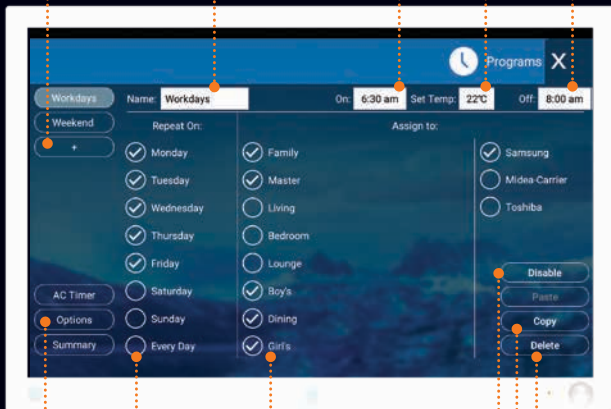 Programs X
Workdays
Name: Workdays On: 6:30 am Set Temp: 22°C Off: 8:00 am
Weekend
Repeat On: Assign to:
+
Monday Family Samsung
Tuesday Master Midea-Carrier
Wednesday Living Toshiba
Thursday Bedroom
Friday Lounge
Disable
AC Timer Saturday Boy's Paste
Options Sunday Dining Copy
Summary Every Day Girl's Delete